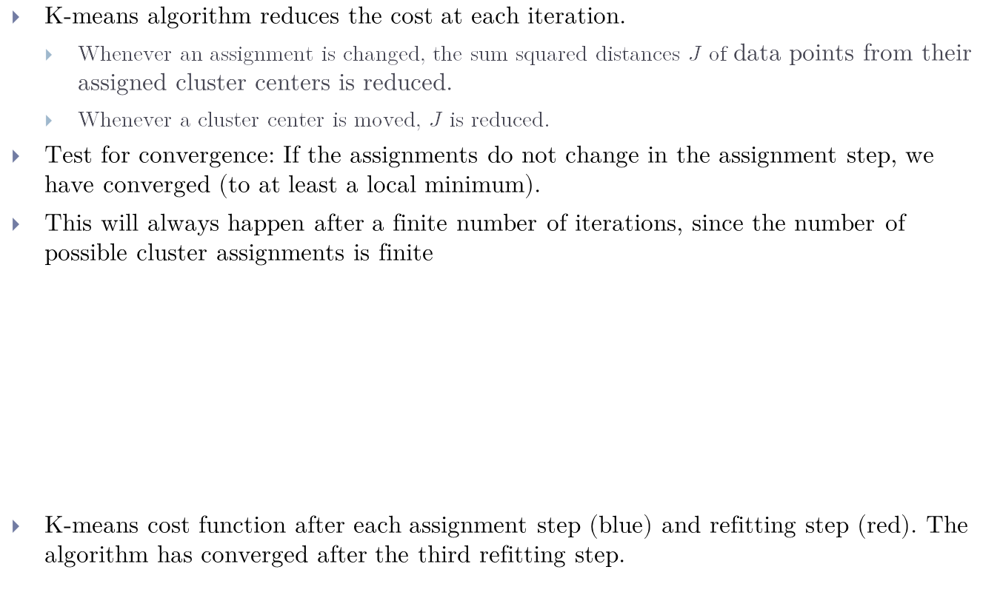 K-means algorithm reduces the cost at each iteration.
Whenever an assignment is changed, the sum squared distances J of data points from their
assigned cluster centers is reduced.
Whenever a cluster center is moved, J is reduced.
Test for convergence: If the assignments do not change in the assignment step, we
have converged (to at least a local minimum).
This will always happen after a finite number of iterations, since the number of
possible cluster assignments is finite
K-means cost function after each assignment step (blue) and refitting step (red). The
algorithm has converged after the third refitting step.